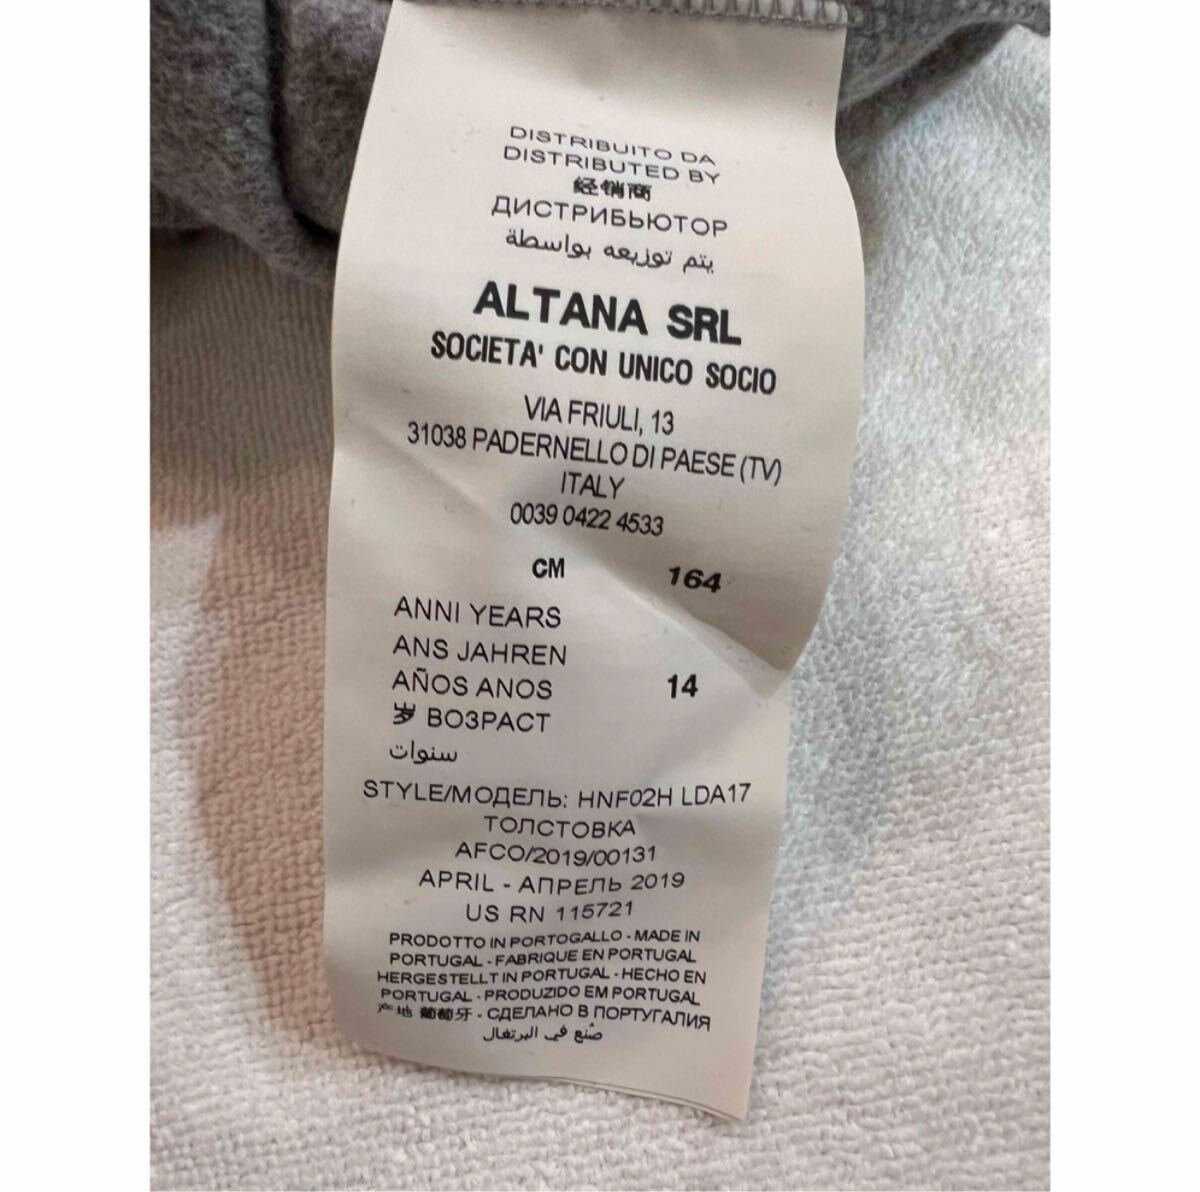 DISTRIBUITO DA
DISTRIBUTED BY
经销商
ДИСТРИБЬЮТОР
يتم توزيعه بواسطة
ALTANA SRL
SOCIETA' CON UNICO SOCIO
VIA FRIULI, 13
31038 PADERNELLO DI PAESE (TV)
ITALY
0039 0422 4533
CM 164
ANNI YEARS
ANS JAHREN
AÑOS ANOS 14
岁 ВОЗРАСТ
سنوات
STYLE/МОДЕЛЬ: HNF02H LDA17
ТОЛСТОВКА
AFCO/2019/00131
APRIL - АПРЕЛЬ 2019
US RN 115721
PRODOTTO IN PORTOGALLO - MADE IN
PORTUGAL - FABRIQUE EN PORTUGAL
HERGESTELLT IN PORTUGAL - HECHO EN
PORTUGAL - PRODUZIDO EM PORTUGAL
产地 葡萄牙 - СДЕЛАНО В ПОРТУГАЛИЯ
صُنع في البرتغال